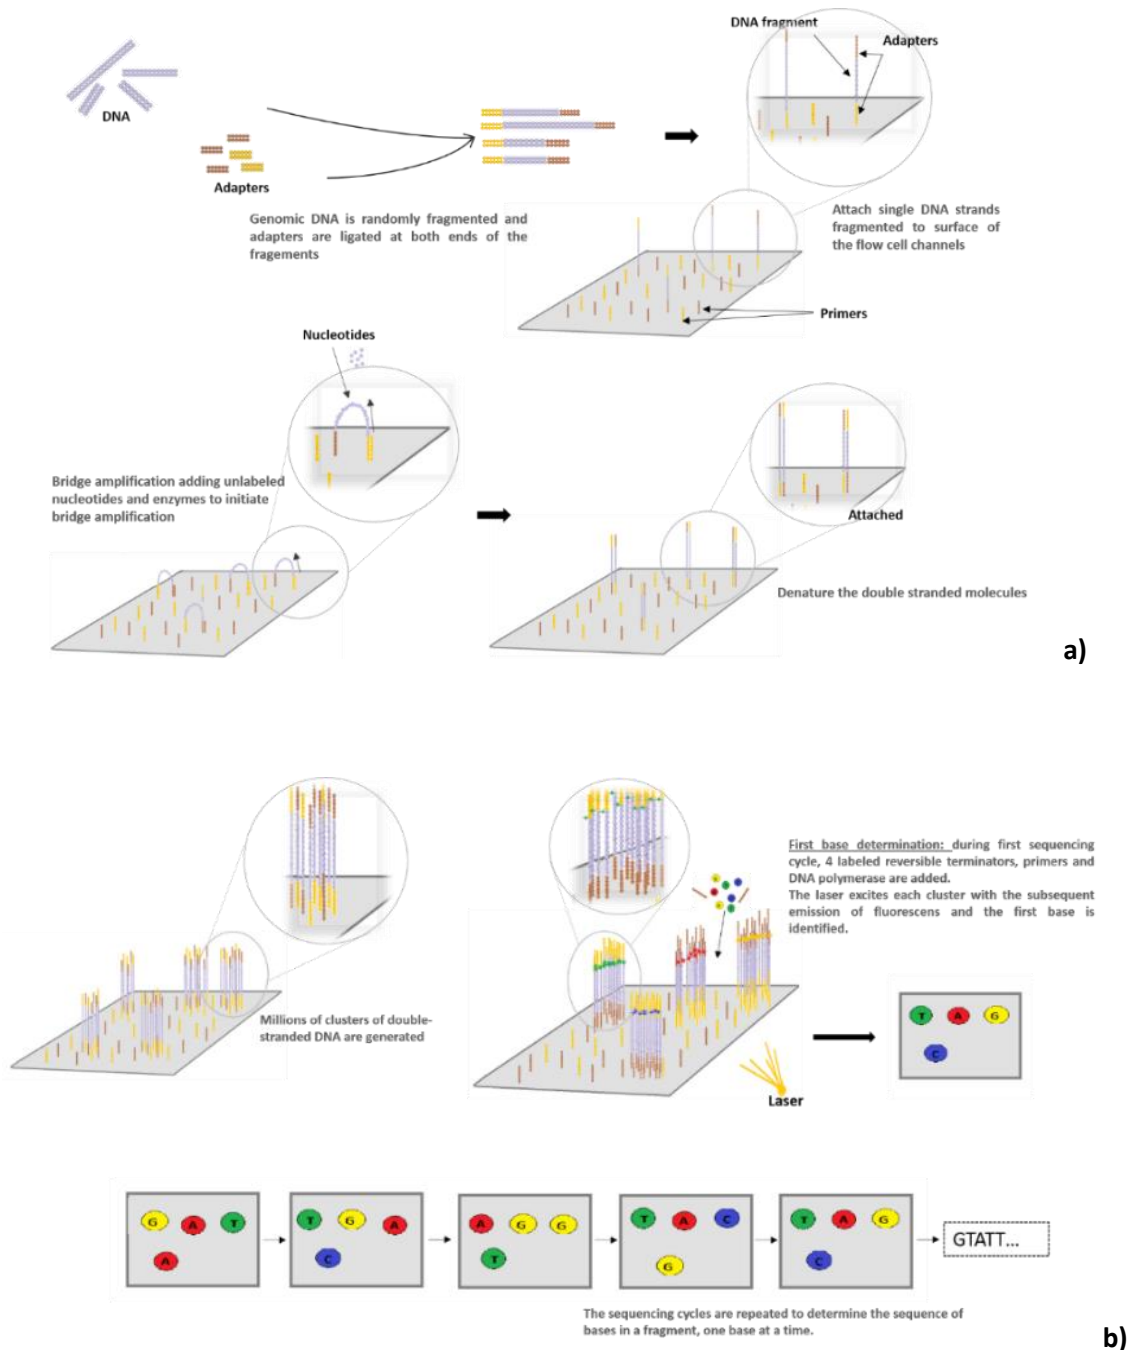 DNA
Adapters
Genomic DNA is randomly fragmented and
adapters are ligated at both ends of the
fragements
DNA fragment
Adapters
Attach single DNA strands
fragmented to surface of
the flow cell channels
Primers
Nucleotides
Bridge amplification adding unlabeled
nucleotides and enzymes to initiate
bridge amplification
Attached
Denature the double stranded molecules
a)
Millions of clusters of double-
stranded DNA are generated
First base determination: during first sequencing
cycle, 4 labeled reversible terminators, primers and
DNA polymerase are added.
The laser excites each cluster with the subsequent
emission of fluorescens and the first base is
identified.
Laser
T A G
C
G A T
A
T G A
C
A G G
T
T A C
G
T A G
C
GTATT...
The sequencing cycles are repeated to determine the sequence of
bases in a fragment, one base at a time.
b)